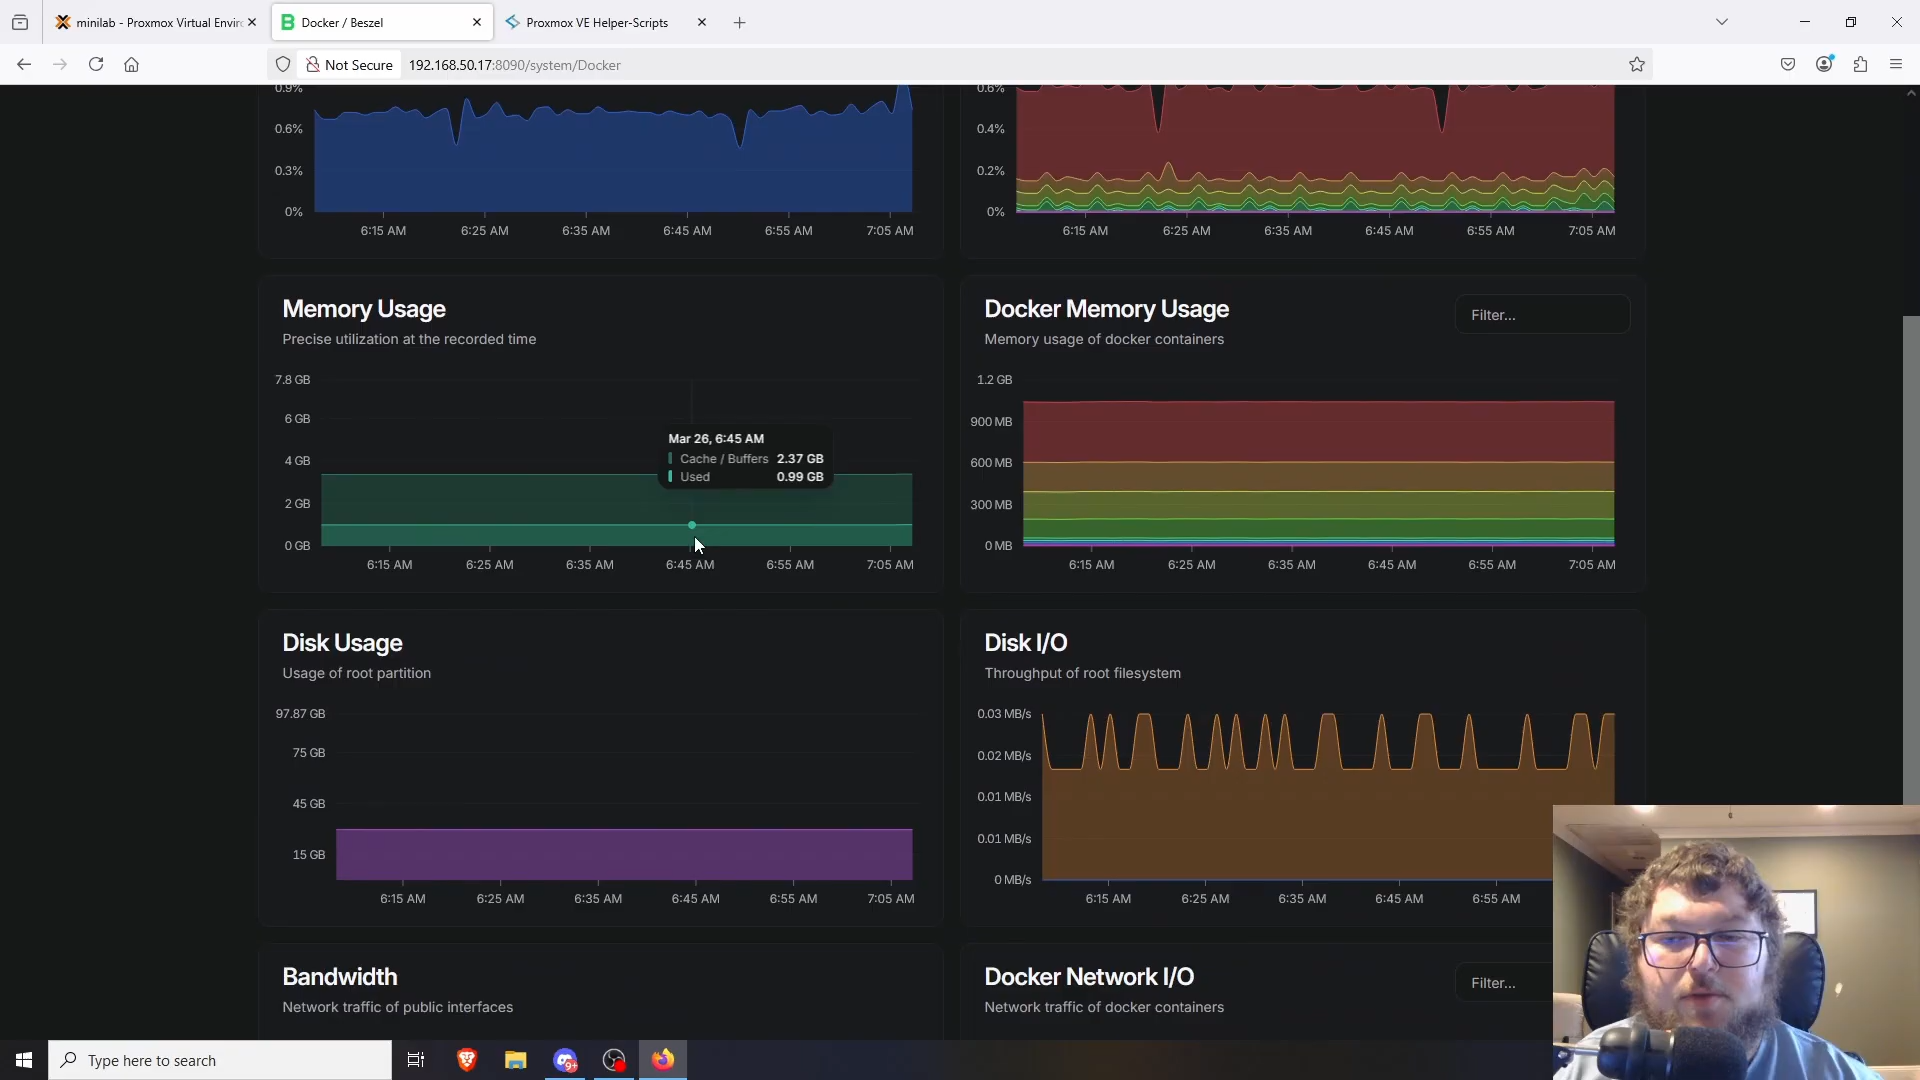 minilab - Proxmox Virtual Envir
Docker / Beszel
Proxmox VE Helper-Scripts
Not Secure
192.168.50.17:8090/system/Docker
0.9%
0.6%
0.3%
0%
6:15 AM 6:25 AM 6:35 AM 6:45 AM 6:55 AM 7:05 AM
0.6%
0.4%
0.2%
0%
6:15 AM 6:25 AM 6:35 AM 6:45 AM 6:55 AM 7:05 AM
Memory Usage
Precise utilization at the recorded time
7.8 GB
6 GB
4 GB
2 GB
0 GB
Mar 26, 6:45 AM
Cache / Buffers 2.37 GB
Used 0.99 GB
6:15 AM 6:25 AM 6:35 AM 6:45 AM 6:55 AM 7:05 AM
Docker Memory Usage
Filter...
Memory usage of docker containers
1.2 GB
900 MB
600 MB
300 MB
0 MB
6:15 AM 6:25 AM 6:35 AM 6:45 AM 6:55 AM 7:05 AM
Disk Usage
Usage of root partition
97.87 GB
75 GB
45 GB
15 GB
6:15 AM 6:25 AM 6:35 AM 6:45 AM 6:55 AM 7:05 AM
Disk I/O
Throughput of root filesystem
0.03 MB/s
0.02 MB/s
0.01 MB/s
0.01 MB/s
0 MB/s
6:15 AM 6:25 AM 6:35 AM 6:45 AM 6:55 AM
Bandwidth
Network traffic of public interfaces
Docker Network I/O
Filter...
Network traffic of docker containers
Type here to search
9+